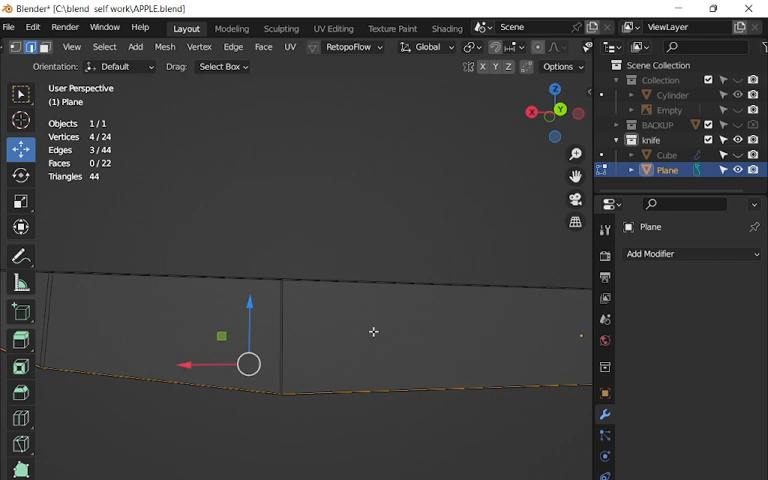 Blender* [C:\blend self work\APPLE.blend]
File Edit Render Window Help Layout Modeling Sculpting UV Editing Texture Paint Shading Scene ViewLayer
View Select Add Mesh Vertex Edge Face UV RetopoFlow Global
Orientation: Default Drag: Select Box X Y Z Options
User Perspective
(1) Plane
Objects 1/1
Vertices 4/24
Edges 3/44
Faces 0/22
Triangles 44
Z
X
Y
Scene Collection
Collection
Cylinder
Empty
BACKUP
knife
Cube
Plane
Plane
Add Modifier